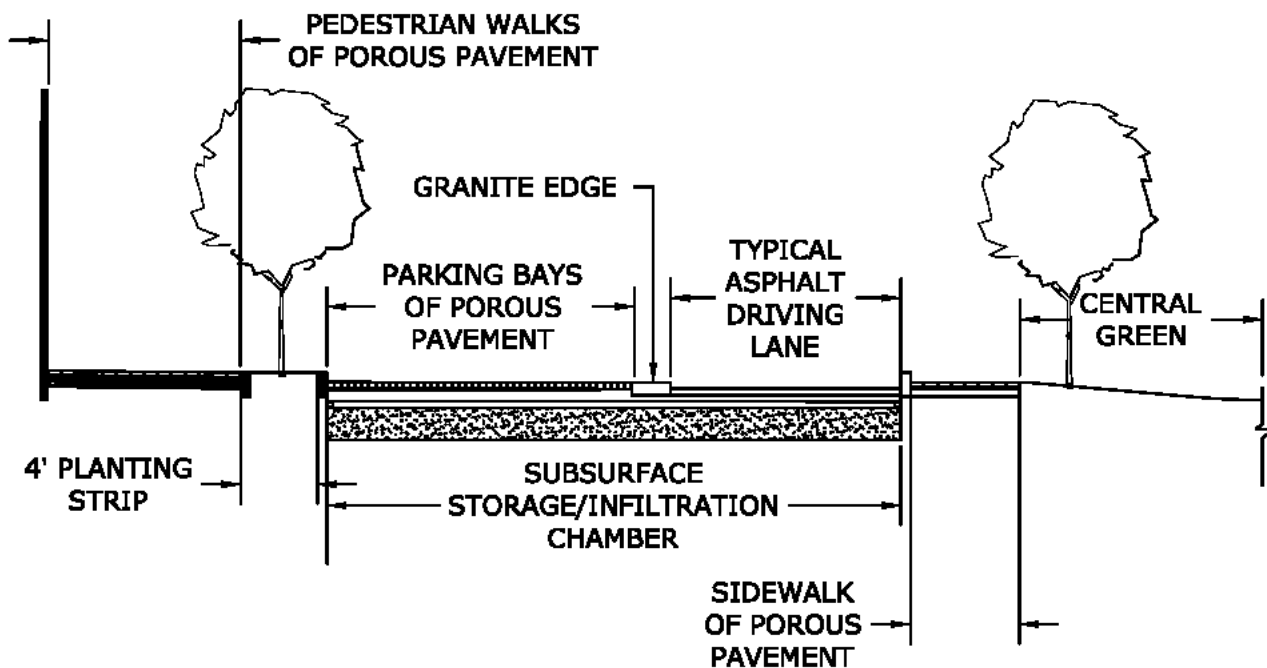 PEDESTRIAN WALKS
OF POROUS PAVEMENT
GRANITE EDGE
TYPICAL
ASPHALT
DRIVING
LANE
PARKING BAYS
OF POROUS
PAVEMENT
CENTRAL
GREEN
4' PLANTING
STRIP
SUBSURFACE
STORAGE/INFILTRATION
CHAMBER
SIDEWALK
OF POROUS
PAVEMENT